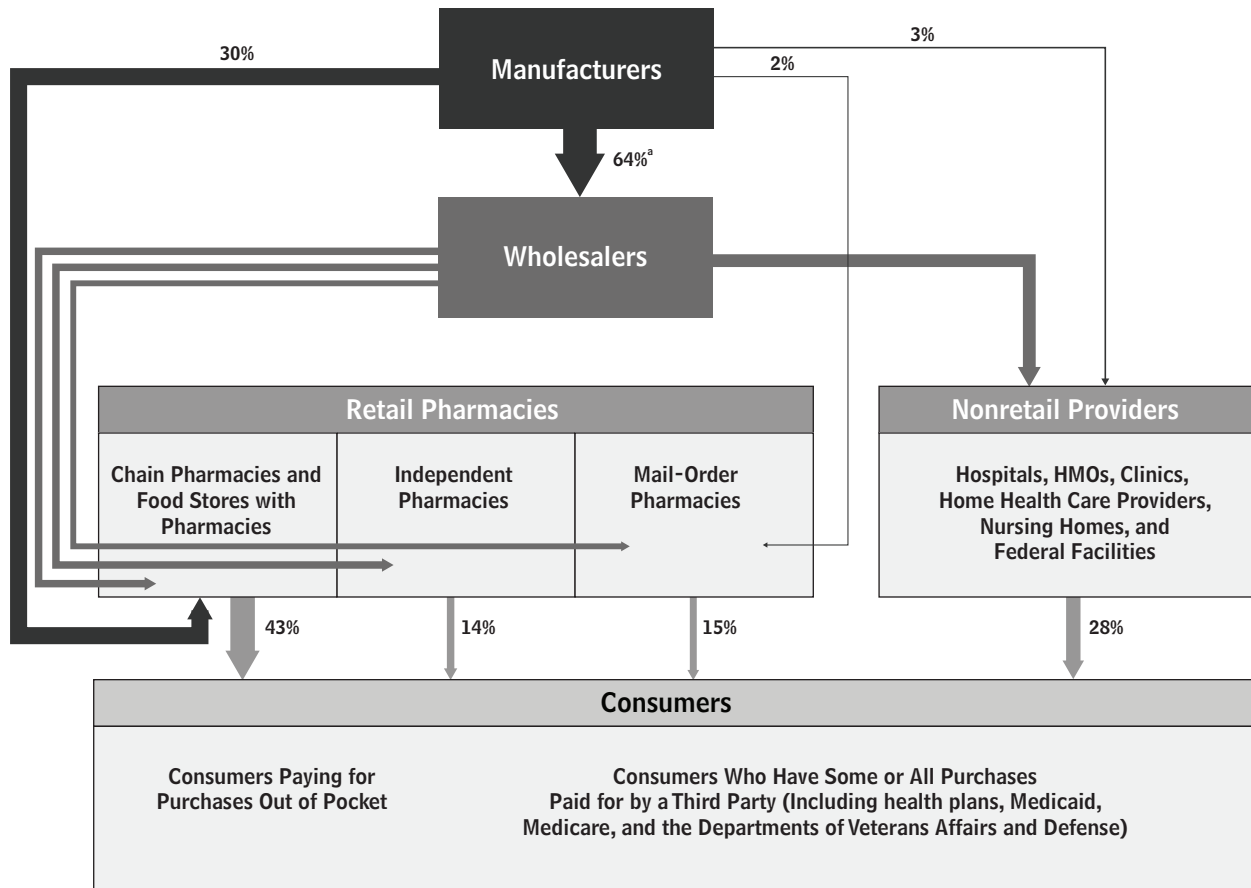 3%
30%
Manufacturers
2%
64%ᵃ
Wholesalers
Retail Pharmacies
Nonretail Providers
Chain Pharmacies and
Food Stores with
Pharmacies
Independent
Pharmacies
Mail-Order
Pharmacies
Hospitals, HMOs, Clinics,
Home Health Care Providers,
Nursing Homes, and
Federal Facilities
43%
14%
15%
28%
Consumers
Consumers Paying for
Purchases Out of Pocket
Consumers Who Have Some or All Purchases
Paid for by a Third Party (Including health plans, Medicaid,
Medicare, and the Departments of Veterans Affairs and Defense)